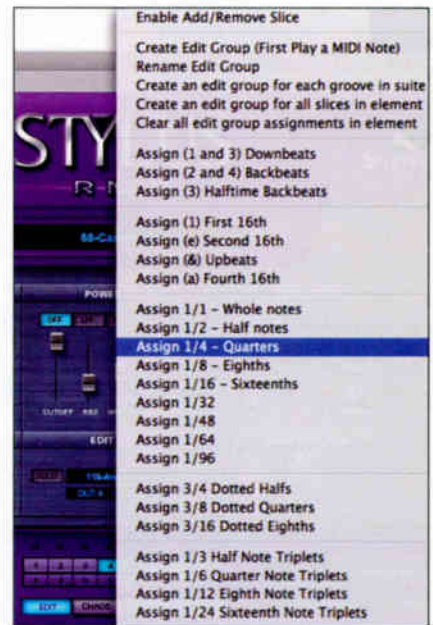 Enable Add/Remove Slice
Create Edit Group (First Play a MIDI Note)
Rename Edit Group
Create an edit group for each groove in suite
Create an edit group for all slices in element
Clear all edit group assignments in element
Assign (1 and 3) Downbeats
Assign (2 and 4) Backbeats
Assign (3) Halftime Backbeats
Assign (1) First 16th
Assign (e) Second 16th
Assign (&) Upbeats
Assign (a) Fourth 16th
Assign 1/1 – Whole notes
Assign 1/2 – Half notes
Assign 1/4 – Quarters
Assign 1/8 – Eighths
Assign 1/16 – Sixteenths
Assign 1/32
Assign 1/48
Assign 1/64
Assign 1/96
Assign 3/4 Dotted Halfs
Assign 3/8 Dotted Quarters
Assign 3/16 Dotted Eighths
Assign 1/3 Half Note Triplets
Assign 1/6 Quarter Note Triplets
Assign 1/12 Eighth Note Triplets
Assign 1/24 Sixteenth Note Triplets
STY
POWE
OFF
CUTOFF RES
EDIT
OUT
EDIT CHAOS